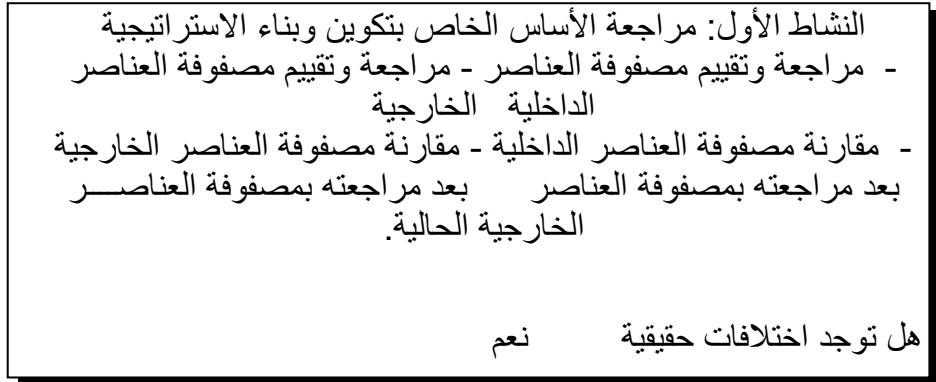 النشاط الأول: مراجعة الأساس الخاص بتكوين وبناء الاستراتيجية
- مراجعة وتقييم مصفوفة العناصر - مراجعة وتقييم مصفوفة العناصر
الداخلية الخارجية
- مقارنة مصفوفة العناصر الداخلية - مقارنة مصفوفة العناصر الخارجية
بعد مراجعته بمصفوفة العناصر بعد مراجعته بمصفوفة العناصـــر
الخارجية الحالية.
هل توجد اختلافات حقيقية نعم